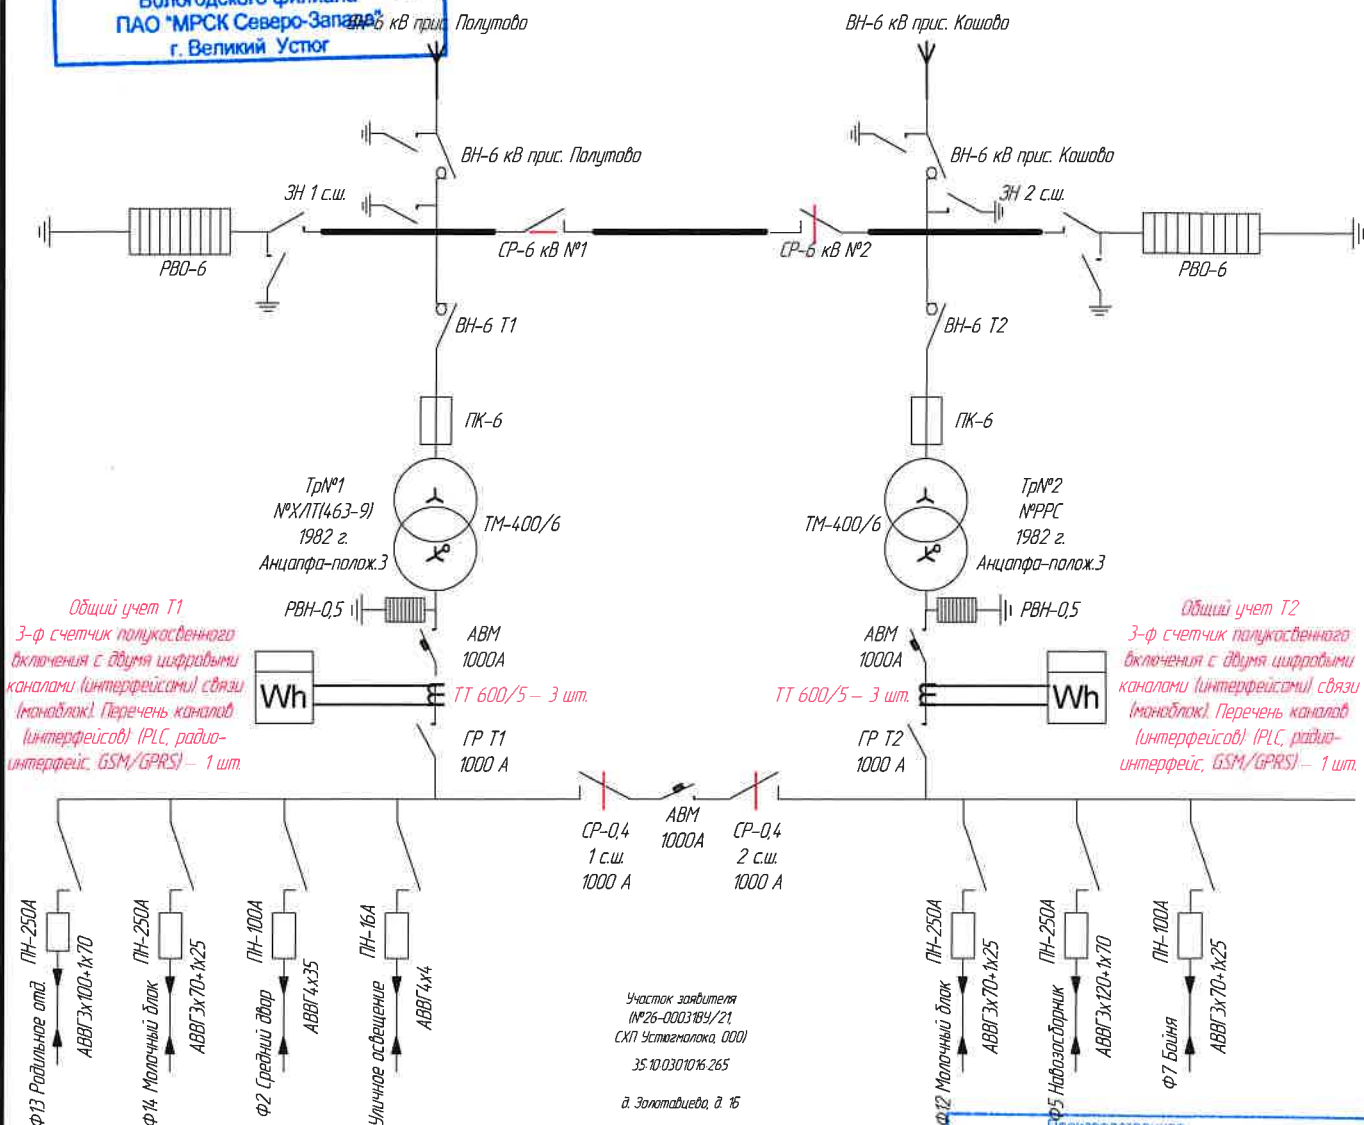 Вологодского филиала
ПАО "МРСК Северо-Запада"
г. Великий Устюг
ВН-6 кВ прис. Полутово
ВН-6 кВ прис. Кошово
ВН-6 кВ прис. Полутово
ВН-6 кВ прис. Кошово
ЗН 1 с.ш.
ЗН 2 с.ш.
РВО-6
СР-6 кВ №1
СР-6 кВ №2
РВО-6
ВН-6 Т1
ВН-6 Т2
ПК-6
ПК-6
Тр№1
№ХЛТ(463-9)
1982 г.
Анцапфа-полож.3
ТМ-400/6
ТМ-400/6
Тр№2
№РРС
1982 г.
Анцапфа-полож.3
РВН-0,5
РВН-0,5
Общий учет Т1
3-ф счетчик полукосвенного
включения с двумя цифровыми
каналами (интерфейсами) связи
(моноблок). Перечень каналов
(интерфейсов) (PLC, радио-
интерфейс, GSM/GPRS) – 1 шт.
Wh
АВМ
1000А
ТТ 600/5 – 3 шт.
ГР Т1
1000 А
АВМ
1000А
ТТ 600/5 – 3 шт.
ГР Т2
1000 А
Wh
Общий учет Т2
3-ф счетчик полукосвенного
включения с двумя цифровыми
каналами (интерфейсами) связи
(моноблок). Перечень каналов
(интерфейсов) (PLC, радио-
интерфейс, GSM/GPRS) – 1 шт.
СР-0,4
1 с.ш.
1000 А
АВМ
1000А
СР-0,4
2 с.ш.
1000 А
Ф13 Родильное отд.
ПН-250А
АВВГ3х100+1х70
Ф14 Молочный блок
ПН-250А
АВВГ3х70+1х25
Ф2 Средний двор
ПН-100А
АВВГ4х35
Уличное освещение
ПН-16А
АВВГ4х4
Участок заявителя
(№26-00031ВУ/21,
СХП Устюгмолоко, ООО)
35:10:0301016:265
д. Золотавцево, д. 1Б
Ф12 Молочный блок
ПН-250А
АВВГ3х70+1х25
Ф5 Навозосборник
ПН-250А
АВВГ3х120+1х70
Ф7 Бойня
ПН-100А
АВВГ3х70+1х25